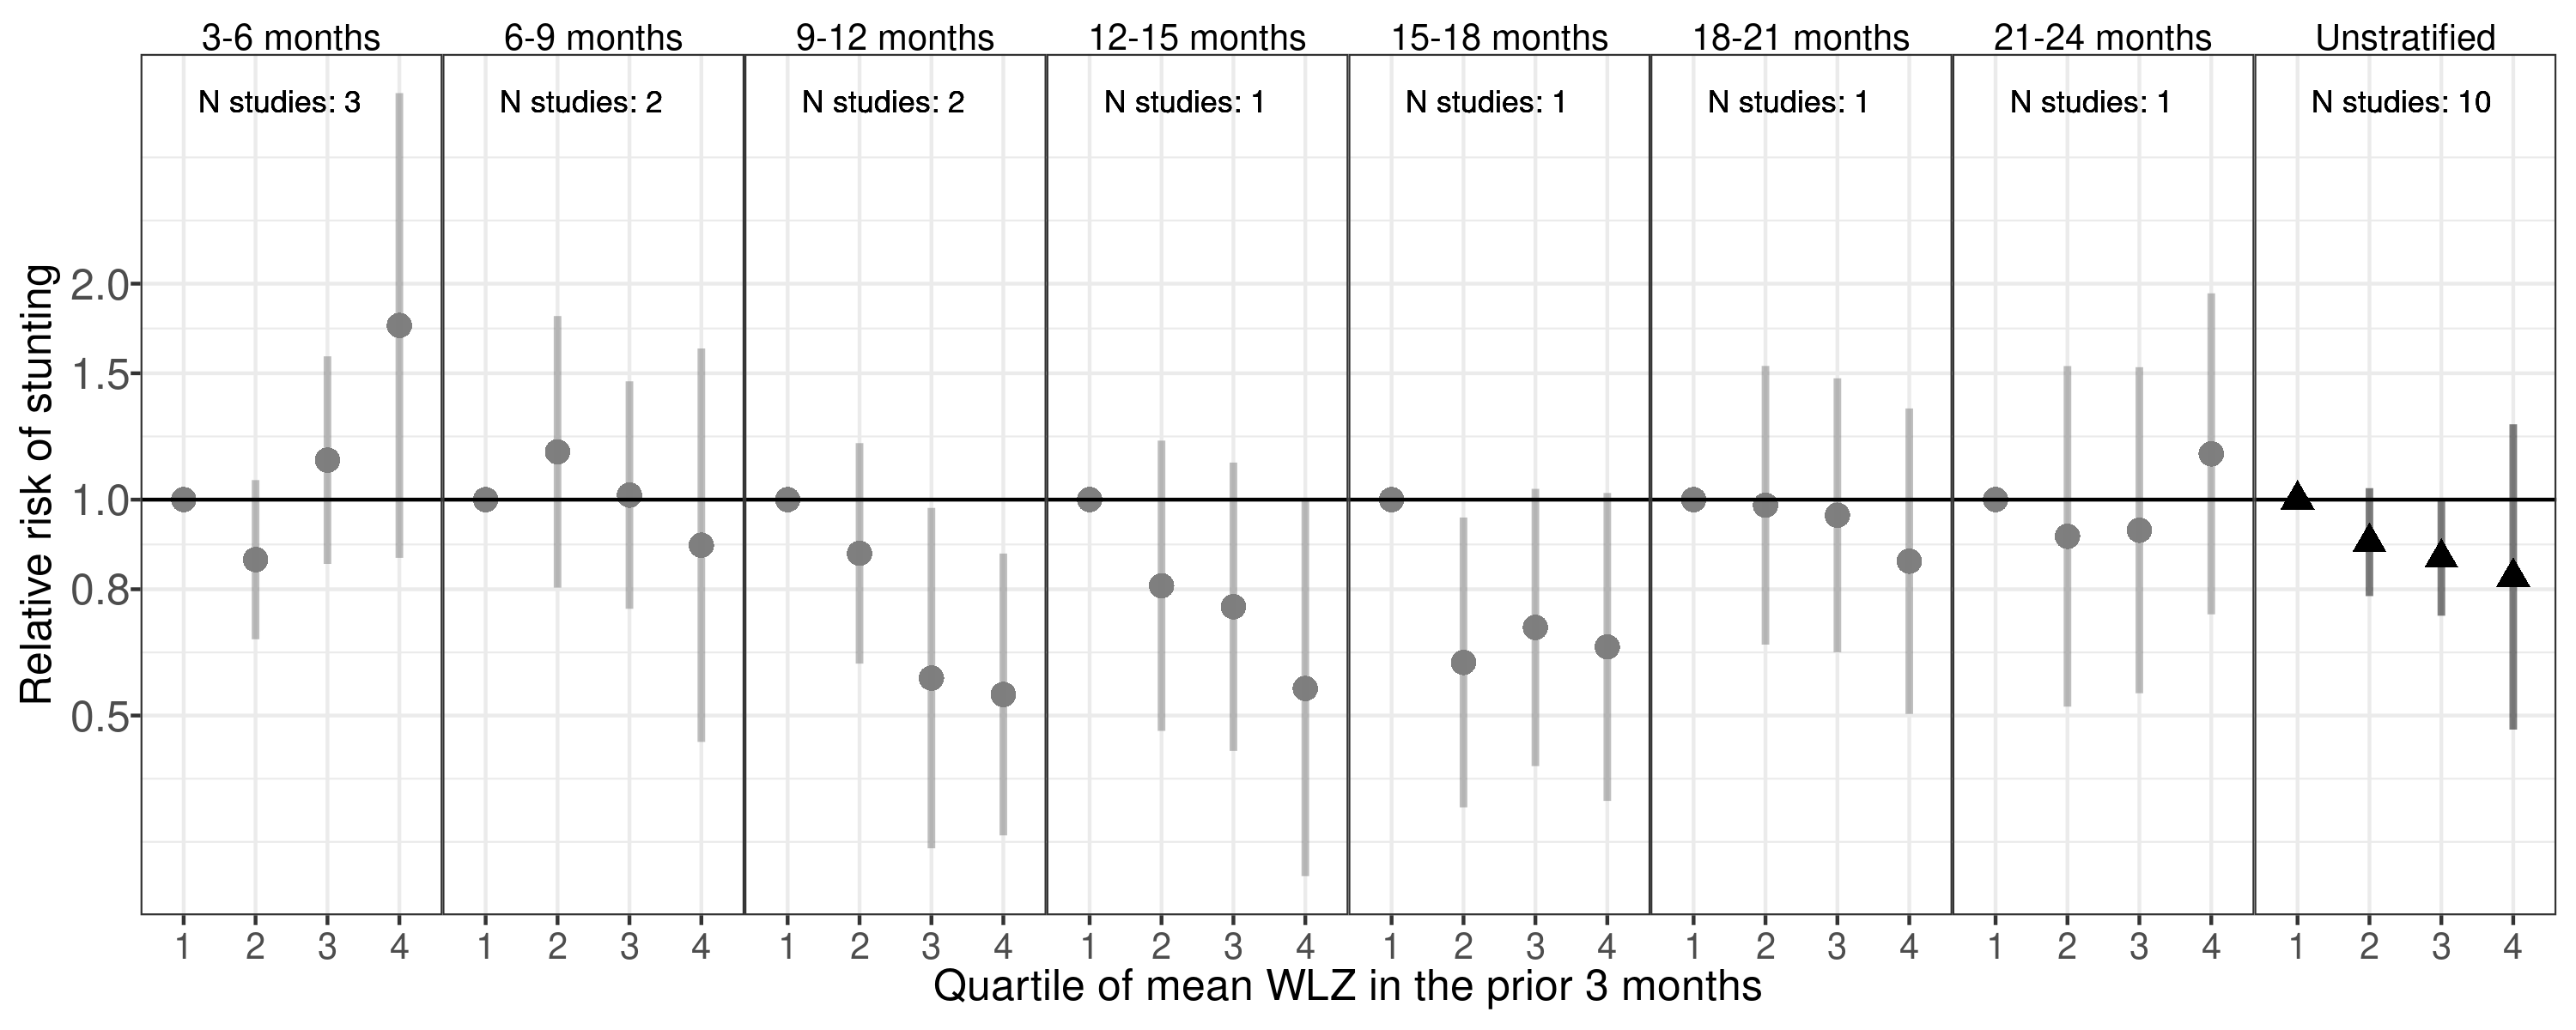 3-6 months 6-9 months 9-12 months 12-15 months 15-18 months 18-21 months 21-24 months Unstratified
N studies: 3 N studies: 2 N studies: 2 N studies: 1 N studies: 1 N studies: 1 N studies: 1 N studies: 10
Relative risk of stunting
2.0
1.5
1.0
0.8
0.5
1 2 3 4 1 2 3 4 1 2 3 4 1 2 3 4 1 2 3 4 1 2 3 4 1 2 3 4 1 2 3 4
Quartile of mean WLZ in the prior 3 months